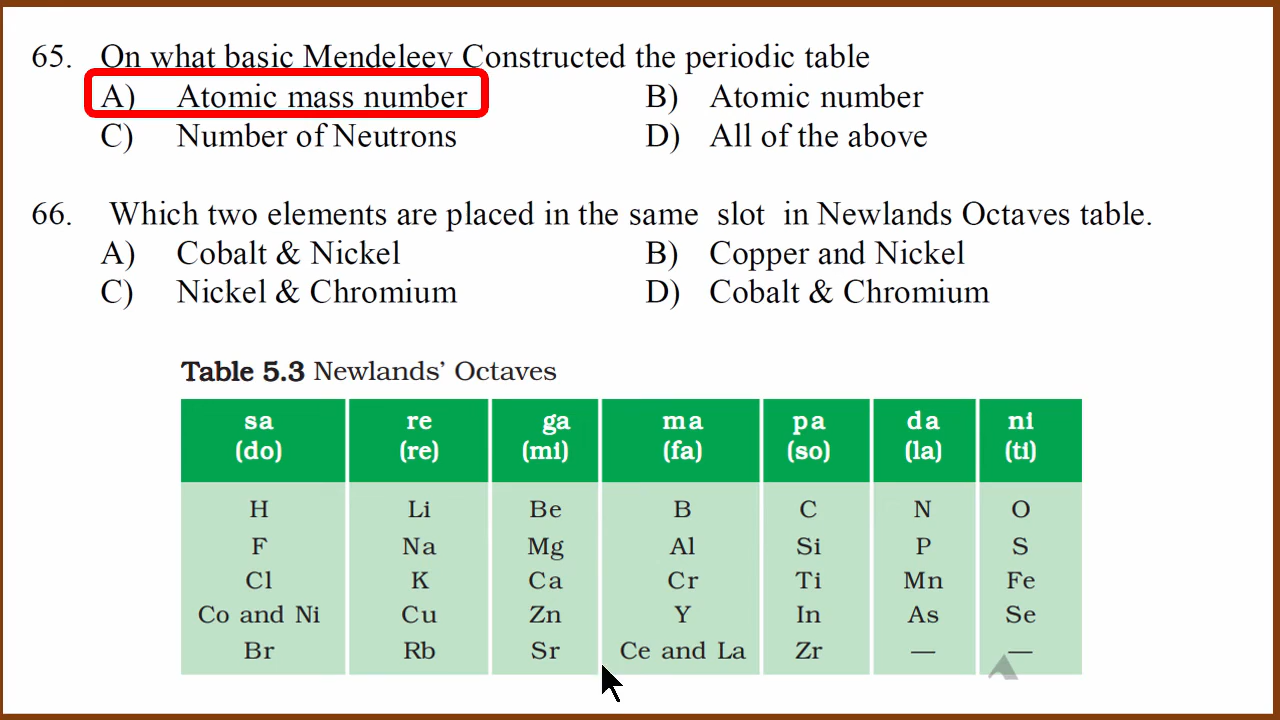 65. On what basic Mendeleev Constructed the periodic table
A) Atomic mass number B) Atomic number
C) Number of Neutrons D) All of the above
66. Which two elements are placed in the same slot in Newlands Octaves table.
A) Cobalt & Nickel B) Copper and Nickel
C) Nickel & Chromium D) Cobalt & Chromium
Table 5.3 Newlands’ Octaves
sa re ga ma pa da ni
(do) (re) (mi) (fa) (so) (la) (ti)
H Li Be B C N O
F Na Mg Al Si P S
Cl K Ca Cr Ti Mn Fe
Co and Ni Cu Zn Y In As Se
Br Rb Sr Ce and La Zr — —